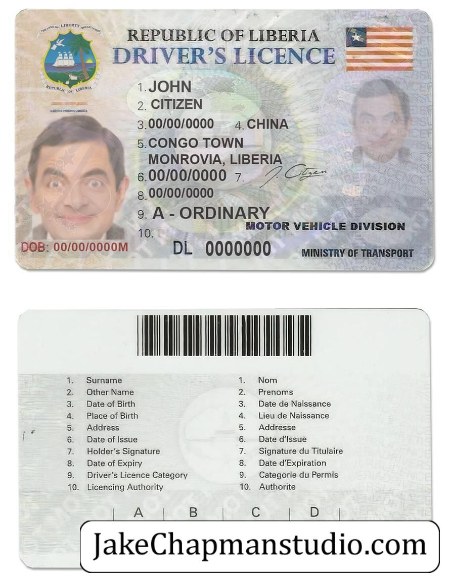 REPUBLIC OF LIBERIA
DRIVER'S LICENCE
1. JOHN
2. CITIZEN
3. 00/00/0000 4. CHINA
5. CONGO TOWN
MONROVIA, LIBERIA
6. 00/00/0000 7
8. 00/00/0000
9. A - ORDINARY
10. MOTOR VEHICLE DIVISION
DOB: 00/00/0000M
DL 0000000
MINISTRY OF TRANSPORT
1. Surname
2. Other Name
3. Date of Birth
4. Place of Birth
5. Address
6. Date of Issue
7. Holder's Signature
8. Date of Expiry
9. Driver's Licence Category
10. Licencing Authority
1. Nom
2. Prenoms
3. Date de Naissance
4. Lieu de Naissance
5. Addresse
6. Date d'Issue
7. Signature du Titulaire
8. Date d'Expiration
9. Categorie du Permis
10. Authorite
A B C D
JakeChapmanstudio.com